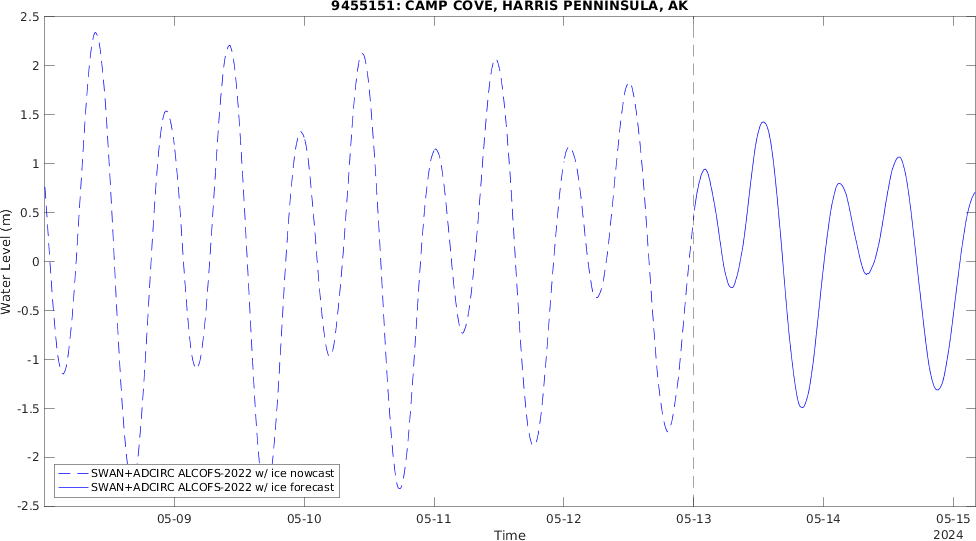 9455151: CAMP COVE, HARRIS PENNINSULA, AK
2.5
2
1.5
1
0.5
0
-0.5
-1
-1.5
-2
-2.5
Water Level (m)
SWAN+ADCIRC ALCOFS-2022 w/ ice nowcast
SWAN+ADCIRC ALCOFS-2022 w/ ice forecast
05-09 05-10 05-11 05-12 05-13 05-14 05-15
Time
2024